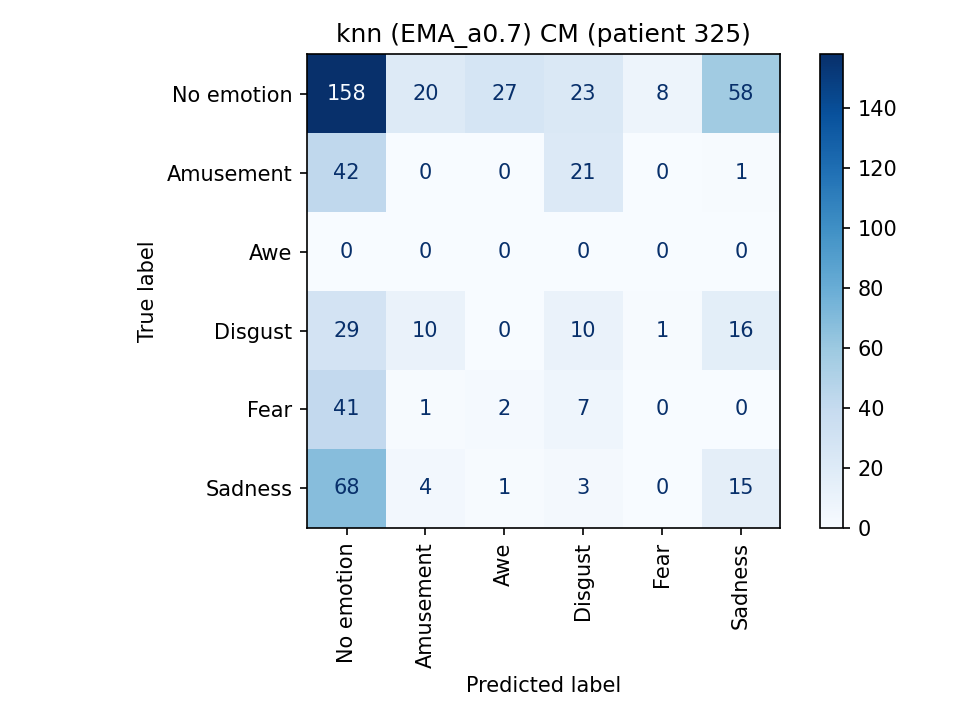 knn (EMA_a0.7) CM (patient 325)
True label
No emotion 158 20 27 23 8 58
Amusement 42 0 0 21 0 1
Awe 0 0 0 0 0 0
Disgust 29 10 0 10 1 16
Fear 41 1 2 7 0 0
Sadness 68 4 1 3 0 15
No emotion
Amusement
Awe
Disgust
Fear
Sadness
Predicted label
140
120
100
80
60
40
20
0